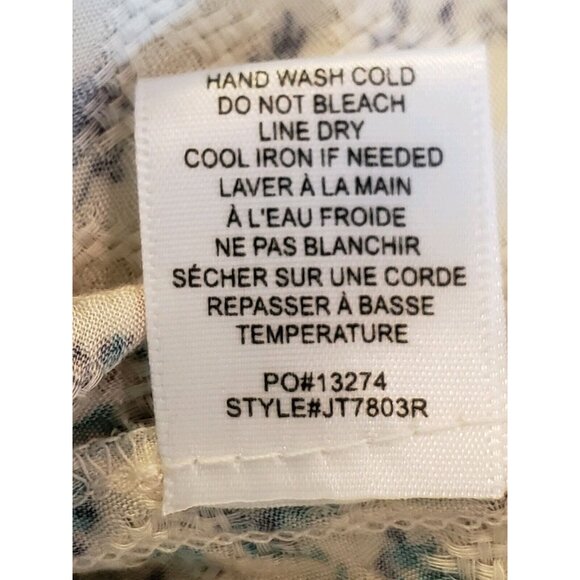 HAND WASH COLD
DO NOT BLEACH
LINE DRY
COOL IRON IF NEEDED
LAVER À LA MAIN
À L'EAU FROIDE
NE PAS BLANCHIR
SÉCHER SUR UNE CORDE
REPASSER À BASSE
TEMPERATURE
PO#13274
STYLE#JT7803R